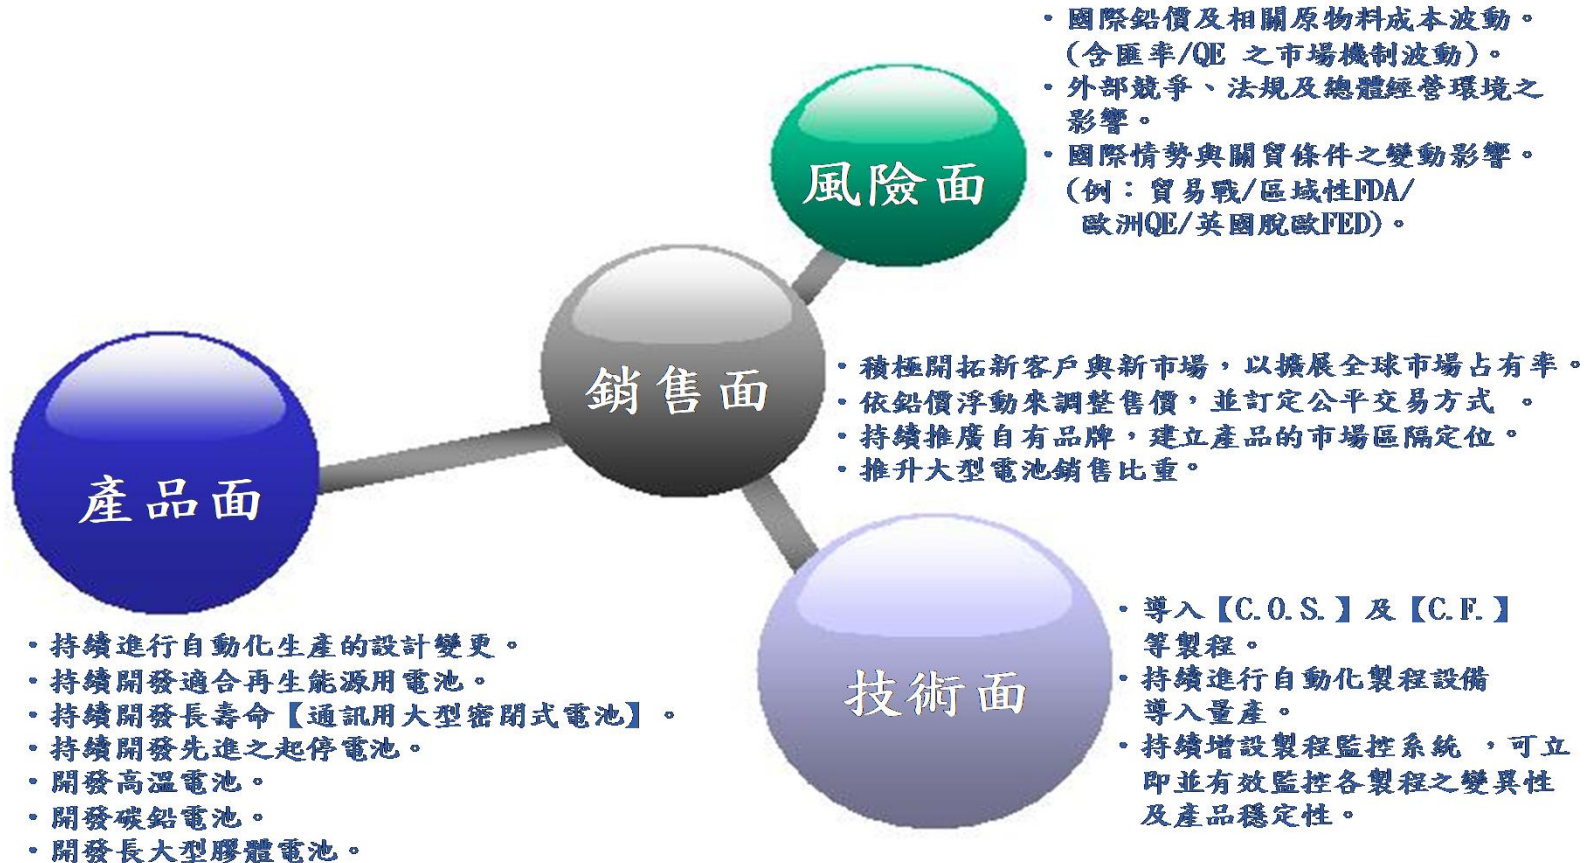 ・國際鉛價及相關原物料成本波動。
(含匯率/QE 之市場機制波動)。
・外部競爭、法規及總體經營環境之
影響。
・國際情勢與關貿條件之變動影響。
(例：貿易戰/區域性FDA/
歐洲QE/英國脫歐FED)。
風險面
銷售面
・積極開拓新客戶與新市場，以擴展全球市場占有率。
・依鉛價浮動來調整售價，並訂定公平交易方式 。
・持續推廣自有品牌，建立產品的市場區隔定位。
・推升大型電池銷售比重。
產品面
・持續進行自動化生產的設計變更。
・持續開發適合再生能源用電池。
・持續開發長壽命【通訊用大型密閉式電池】。
・持續開發先進之起停電池。
・開發高溫電池。
・開發碳鉛電池。
・開發長大型膠體電池。
技術面
・導入【C.O.S.】及【C.F.】
等製程。
・持續進行自動化製程設備
導入量產。
・持續增設製程監控系統 ，可立
即並有效監控各製程之變異性
及產品穩定性。